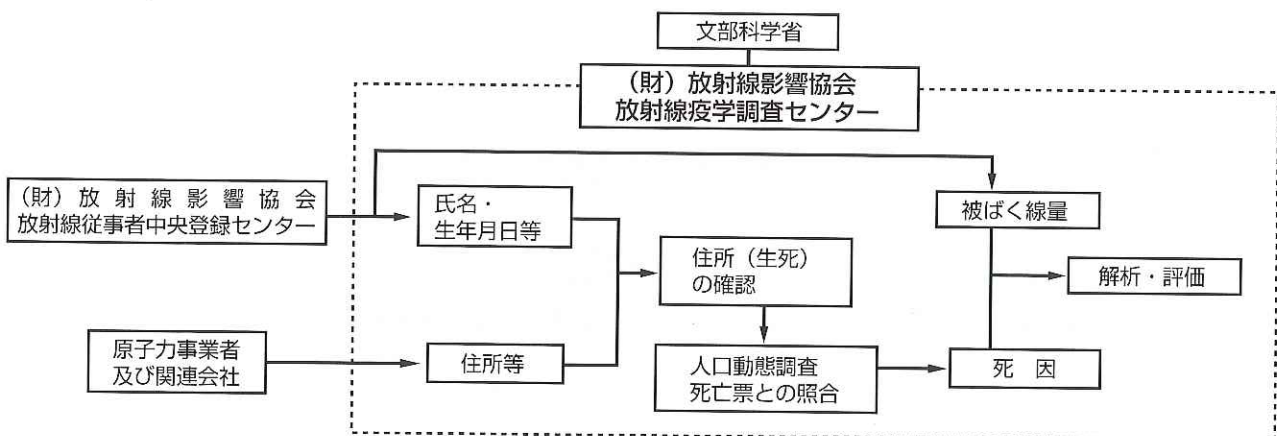 文部科学省
（財）放射線影響協会
放射線疫学調査センター
（財）放射線影響協会
放射線従事者中央登録センター
氏名・
生年月日等
被ばく線量
住所（生死）
の確認
解析・評価
原子力事業者
及び関連会社
住所等
人口動態調査
死亡票との照合
死　因